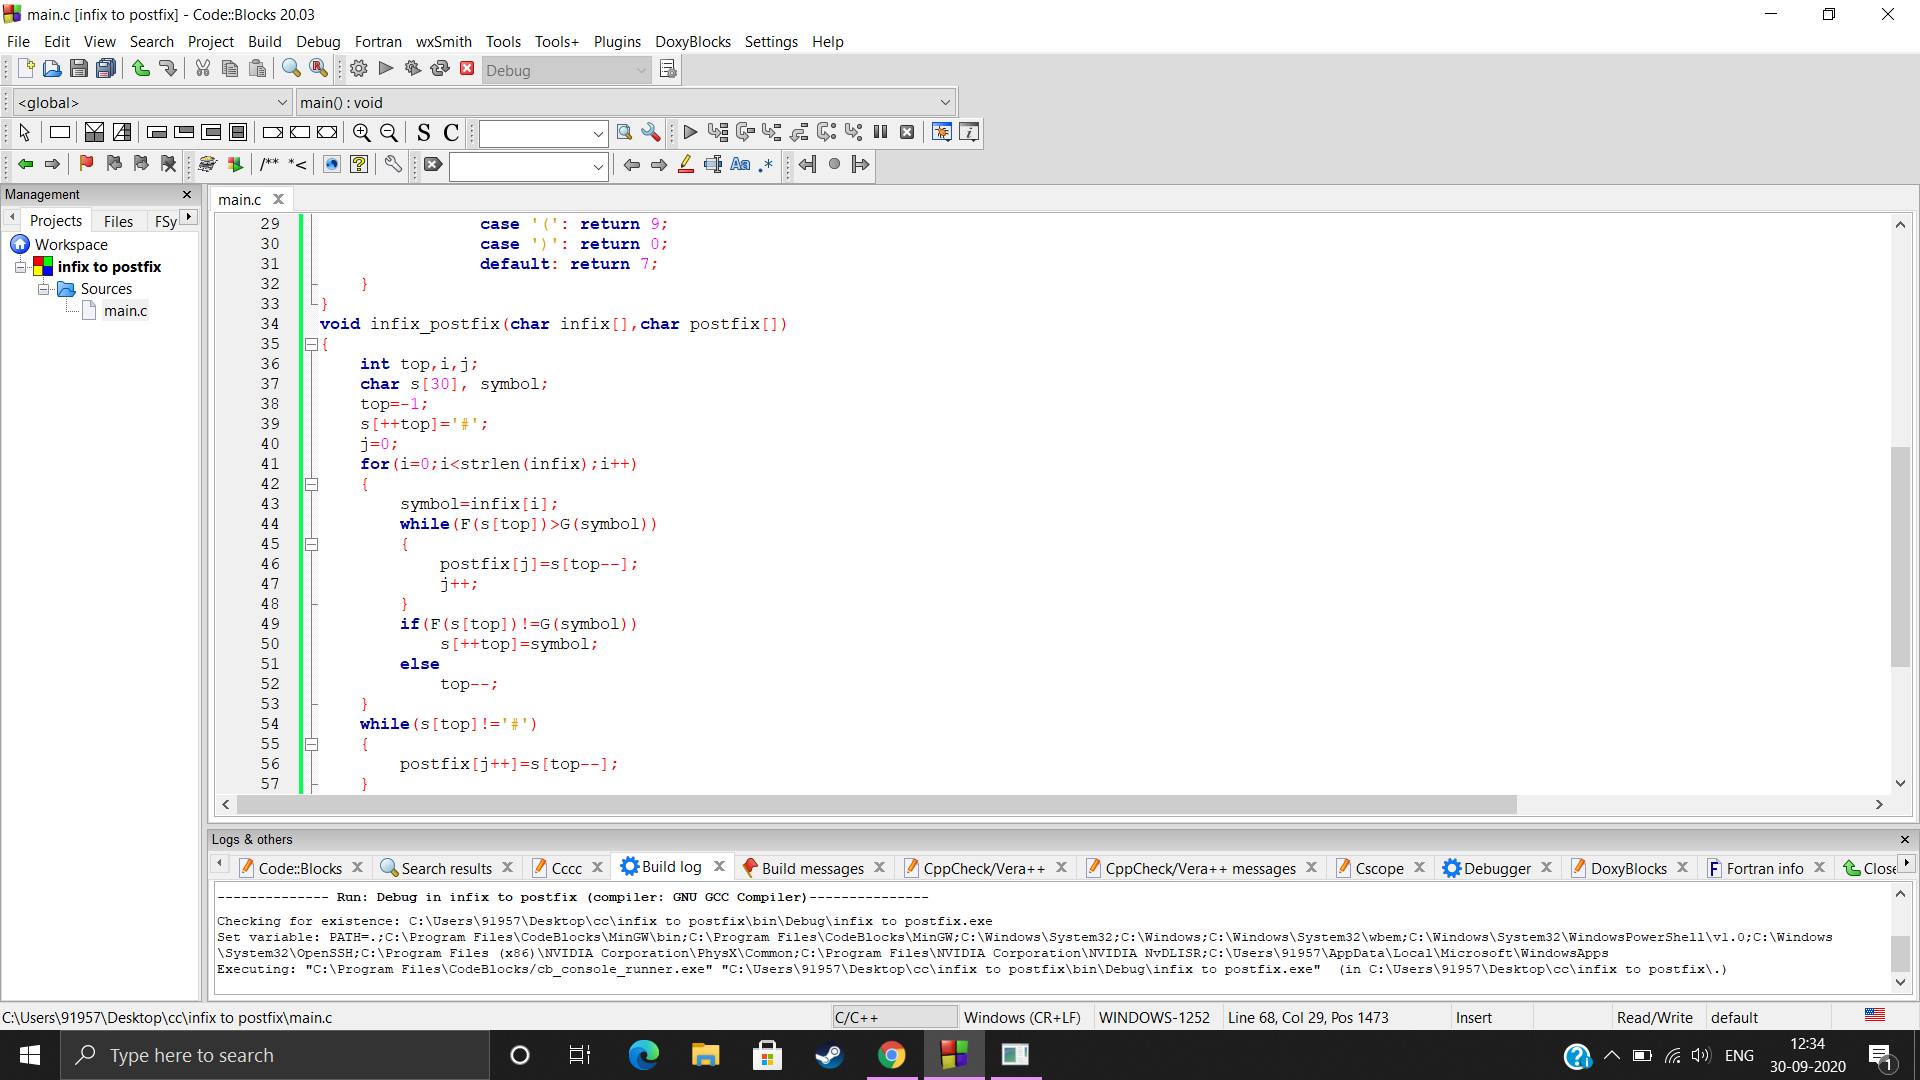 main.c [infix to postfix] - Code::Blocks 20.03
File Edit View Search Project Build Debug Fortran wxSmith Tools Tools+ Plugins DoxyBlocks Settings Help
Debug
<global> main() : void
S C
/** *<
Management
Projects Files FSy
Workspace
infix to postfix
Sources
main.c
main.c
29 case '(': return 9;
30 case ')': return 0;
31 default: return 7;
32 }
33 }
34 void infix_postfix(char infix[],char postfix[])
35 {
36 int top,i,j;
37 char s[30], symbol;
38 top=-1;
39 s[++top]='#';
40 j=0;
41 for(i=0;i<strlen(infix);i++)
42 {
43 symbol=infix[i];
44 while(F(s[top])>G(symbol))
45 {
46 postfix[j]=s[top--];
47 j++;
48 }
49 if(F(s[top])!=G(symbol))
50 s[++top]=symbol;
51 else
52 top--;
53 }
54 while(s[top]!='#')
55 {
56 postfix[j++]=s[top--];
57 }
Logs & others
Code::Blocks Search results Cccc Build log Build messages CppCheck/Vera++ CppCheck/Vera++ messages Cscope Debugger DoxyBlocks Fortran info Close
-------------- Run: Debug in infix to postfix (compiler: GNU GCC Compiler)---------------
Checking for existence: C:\Users\91957\Desktop\cc\infix to postfix\bin\Debug\infix to postfix.exe
Set variable: PATH=.;C:\Program Files\CodeBlocks\MinGW\bin;C:\Program Files\CodeBlocks\MinGW;C:\Windows\System32;C:\Windows;C:\Windows\System32\wbem;C:\Windows\System32\WindowsPowerShell\v1.0;C:\Windows
\System32\OpenSSH;C:\Program Files (x86)\NVIDIA Corporation\PhysX\Common;C:\Program Files\NVIDIA Corporation\NVIDIA NvDLISR;C:\Users\91957\AppData\Local\Microsoft\WindowsApps
Executing: "C:\Program Files\CodeBlocks/cb_console_runner.exe" "C:\Users\91957\Desktop\cc\infix to postfix\bin\Debug\infix to postfix.exe"  (in C:\Users\91957\Desktop\cc\infix to postfix\.)
C:\Users\91957\Desktop\cc\infix to postfix\main.c C/C++ Windows (CR+LF) WINDOWS-1252 Line 68, Col 29, Pos 1473 Insert Read/Write default
Type here to search
ENG
12:34
30-09-2020
1